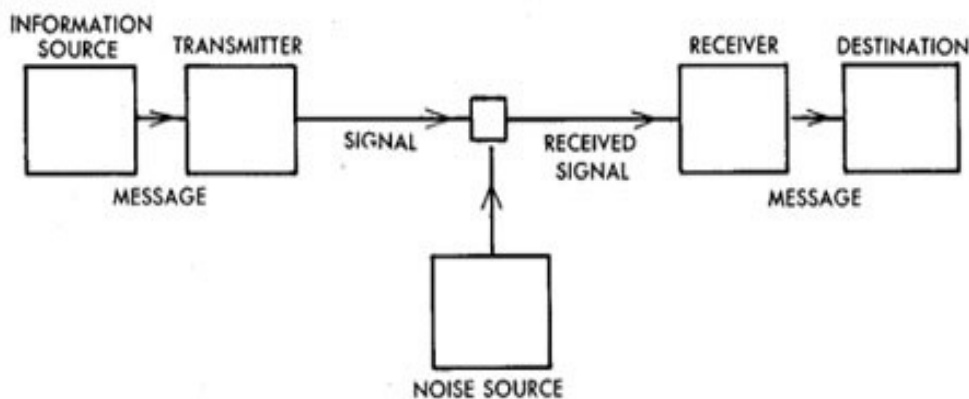 INFORMATION
SOURCE
TRANSMITTER
RECEIVER
DESTINATION
SIGNAL
RECEIVED
SIGNAL
MESSAGE
MESSAGE
NOISE SOURCE